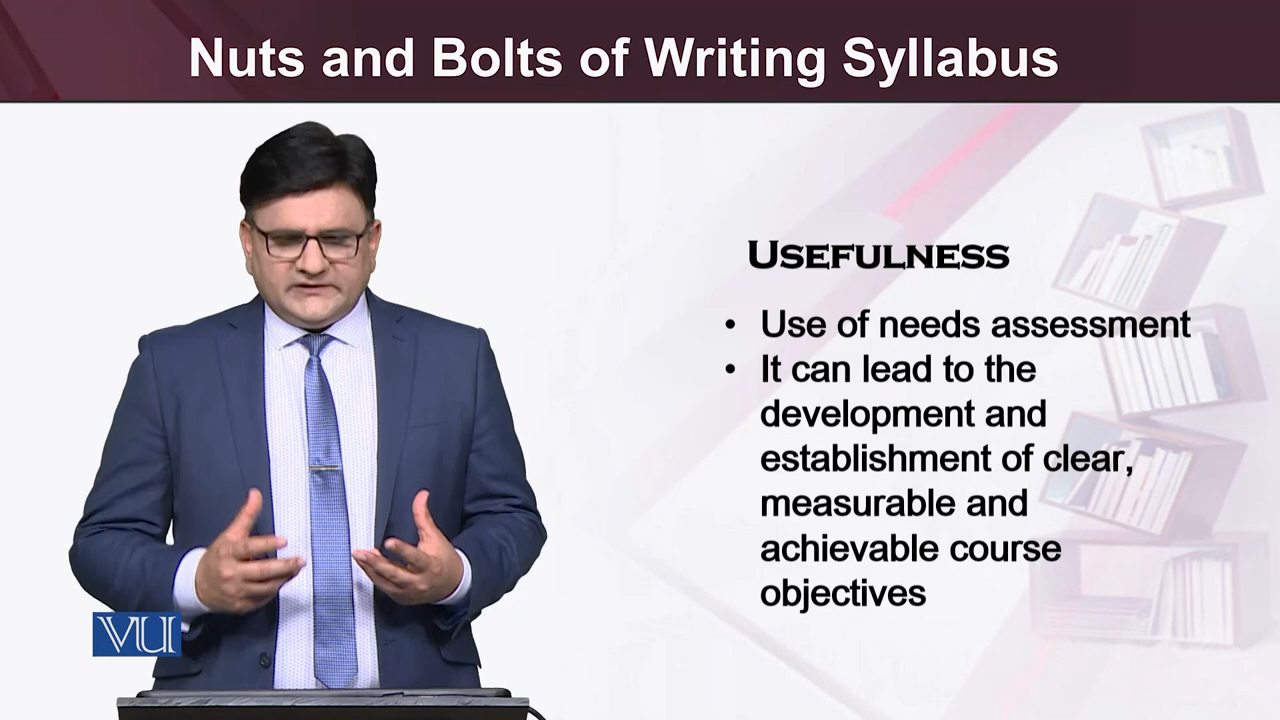 Nuts and Bolts of Writing Syllabus
USEFULNESS
• Use of needs assessment
• It can lead to the
development and
establishment of clear,
measurable and
achievable course
objectives
VU